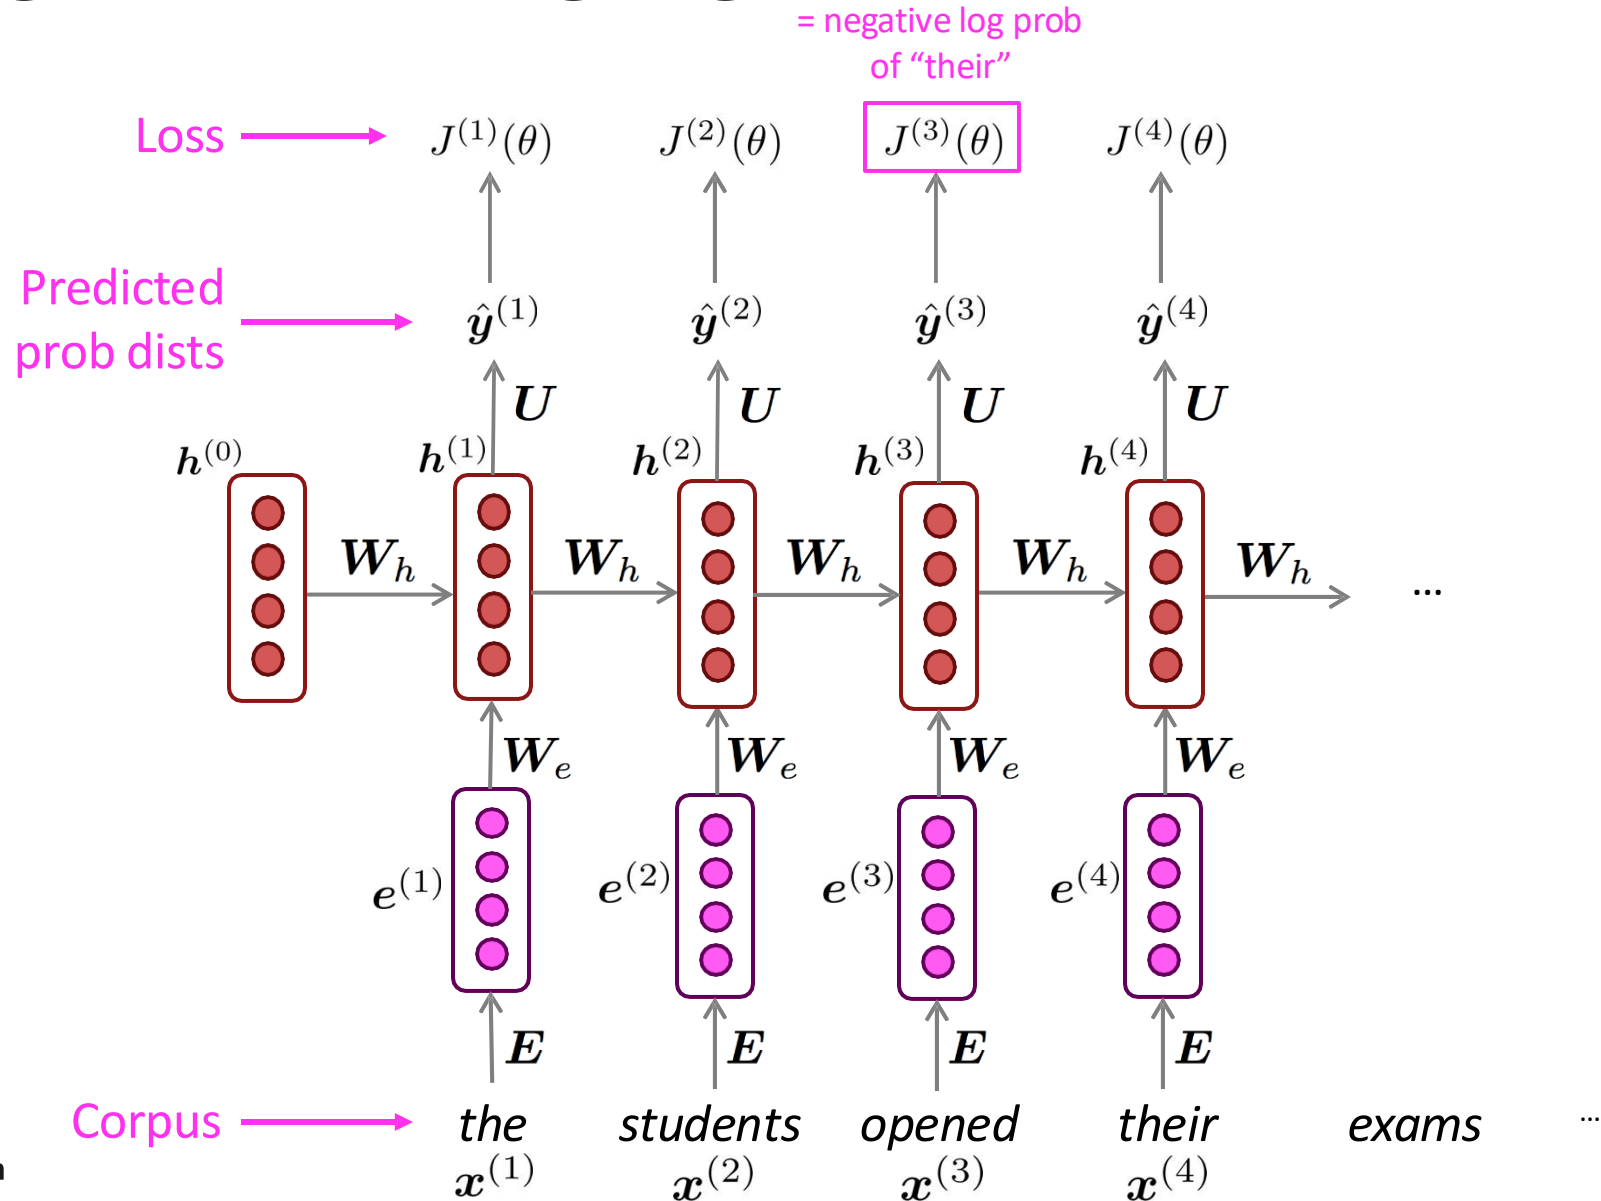 = negative log prob
of “their”
Loss
J^{(1)}(θ) J^{(2)}(θ) J^{(3)}(θ) J^{(4)}(θ)
Predicted
prob dists
ŷ^{(1)} ŷ^{(2)} ŷ^{(3)} ŷ^{(4)}
U U U U
h^{(0)} h^{(1)} h^{(2)} h^{(3)} h^{(4)}
W_h W_h W_h W_h W_h ...
W_e W_e W_e W_e
e^{(1)} e^{(2)} e^{(3)} e^{(4)}
E E E E
Corpus
the students opened their exams ...
x^{(1)} x^{(2)} x^{(3)} x^{(4)}